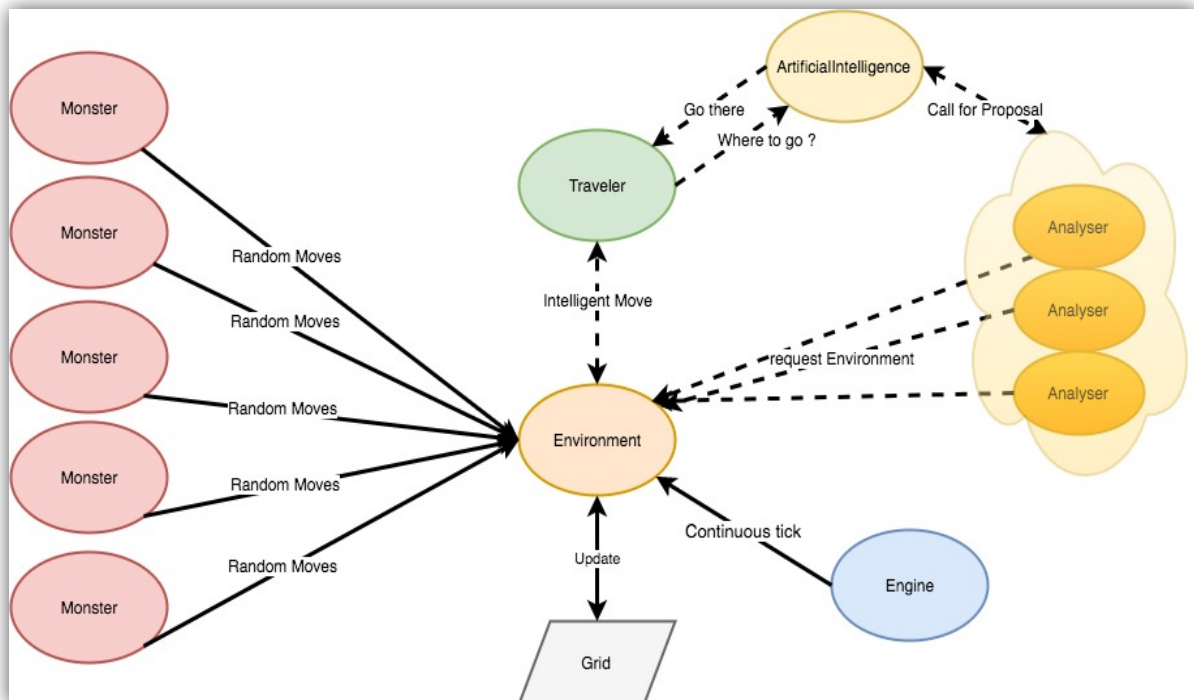 ArtificialIntelligence
Monster
Go there
Call for Proposal
Where to go ?
Traveler
Analyser
Monster
Random Moves
Intelligent Move
Analyser
Random Moves
Monster
request Environment
Analyser
Random Moves
Environment
Monster
Random Moves
Continuous tick
Update
Random Moves
Engine
Monster
Grid